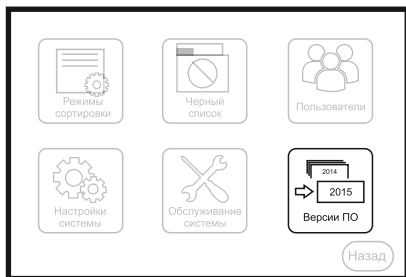 Режимы
сортировки
Черный
список
Пользователи
Настройки
системы
Обслуживание
системы
2014
2015
Версии ПО
Назад